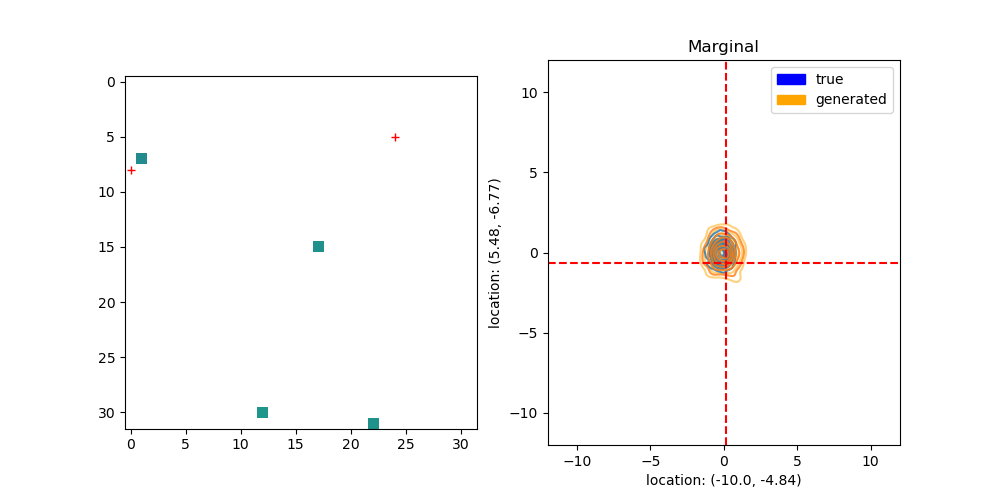 Marginal
0
5
10
15
20
25
30
0 5 10 15 20 25 30
location: (5.48, -6.77)
10
5
0
−5
−10
−10 −5 0 5 10
true
generated
location: (-10.0, -4.84)